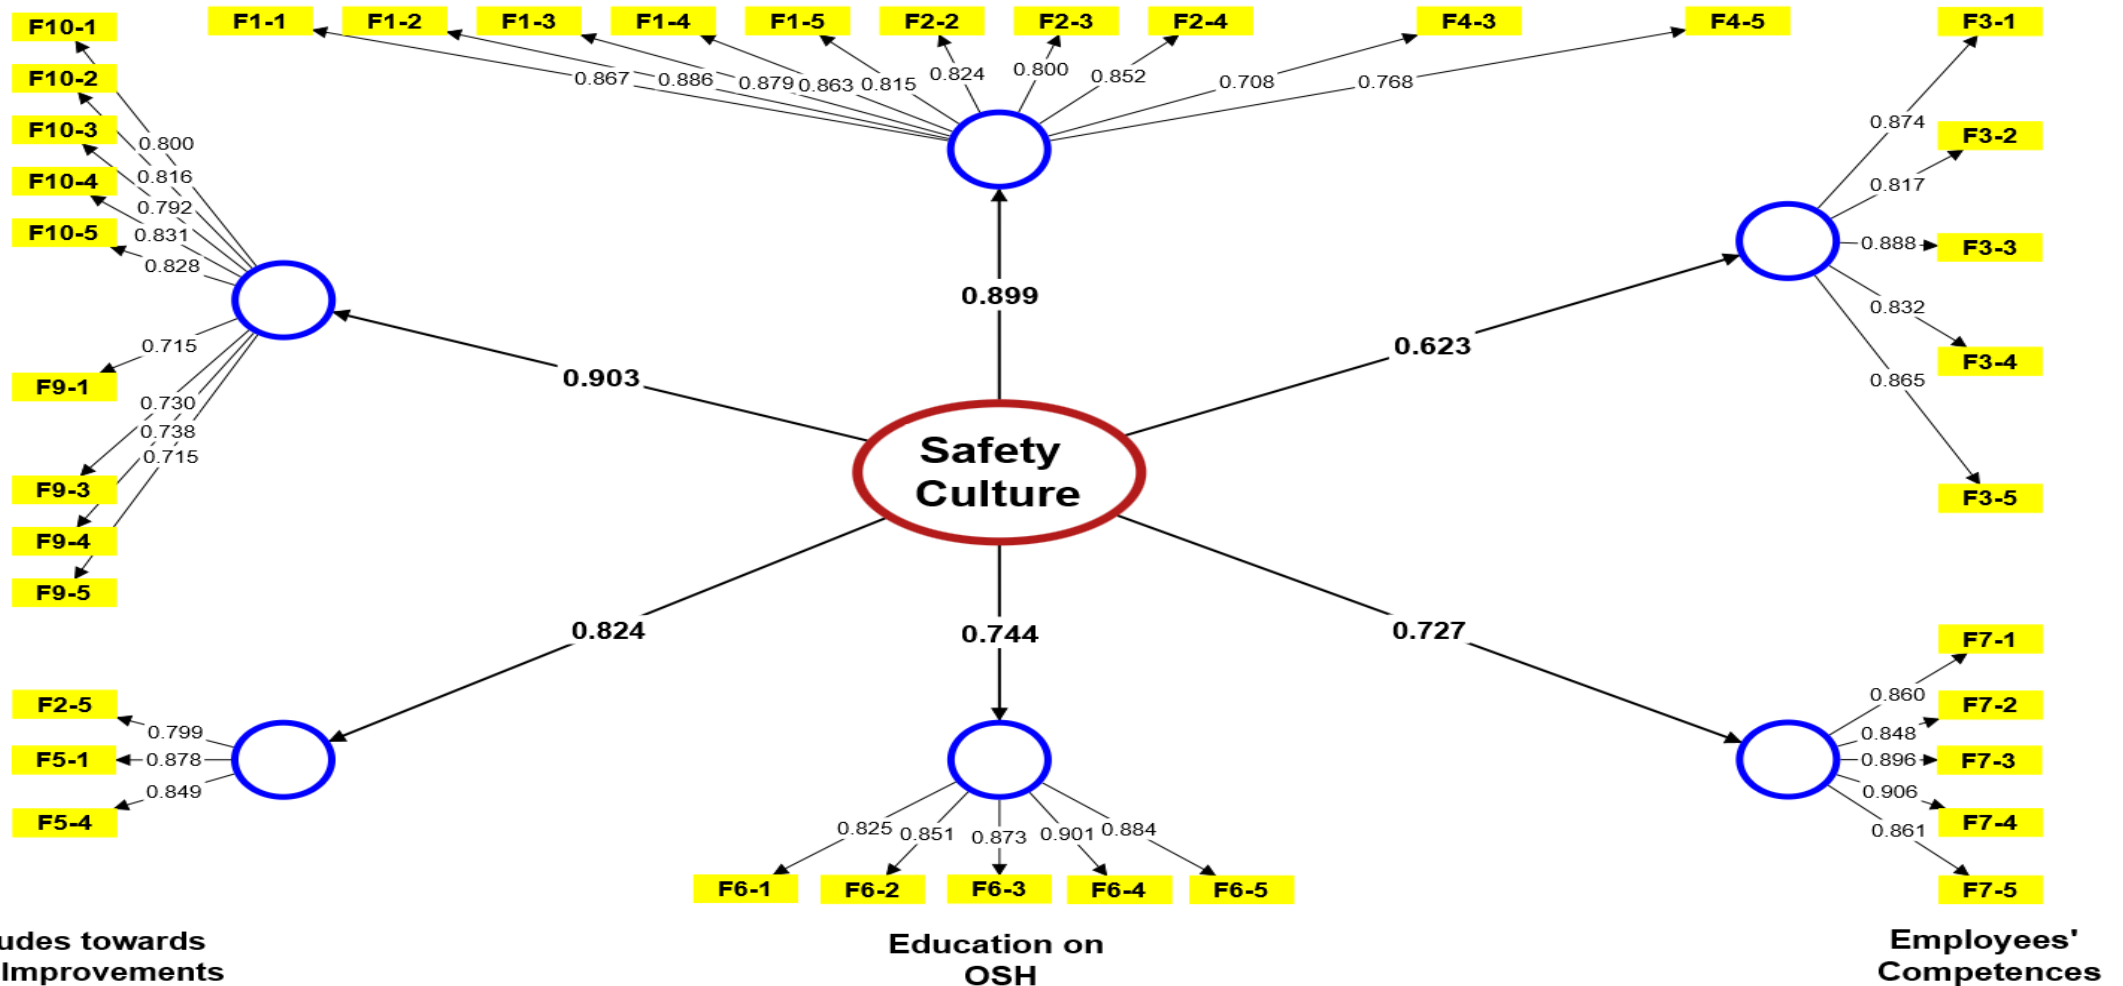 F10-1
F10-2
F10-3
F10-4
F10-5
F1-1
F1-2
F1-3
F1-4
F1-5
F2-2
F2-3
F2-4
F4-3
F4-5
F3-1
0.867
0.886
0.879
0.863
0.815
0.824
0.800
0.852
0.708
0.768
0.800
0.816
0.792
0.831
0.828
0.715
0.730
0.738
0.715
F9-1
F9-3
F9-4
F9-5
0.874
0.817
0.888
0.832
0.865
F3-2
F3-3
F3-4
F3-5
0.899
0.903
0.623
Safety
Culture
0.824
0.744
0.727
F2-5
F5-1
F5-4
0.799
0.878
0.849
0.825
0.851
0.873
0.901
0.884
F6-1
F6-2
F6-3
F6-4
F6-5
0.860
0.848
0.896
0.906
0.861
F7-1
F7-2
F7-3
F7-4
F7-5
udes towards
Improvements
Education on
OSH
Employees'
Competences